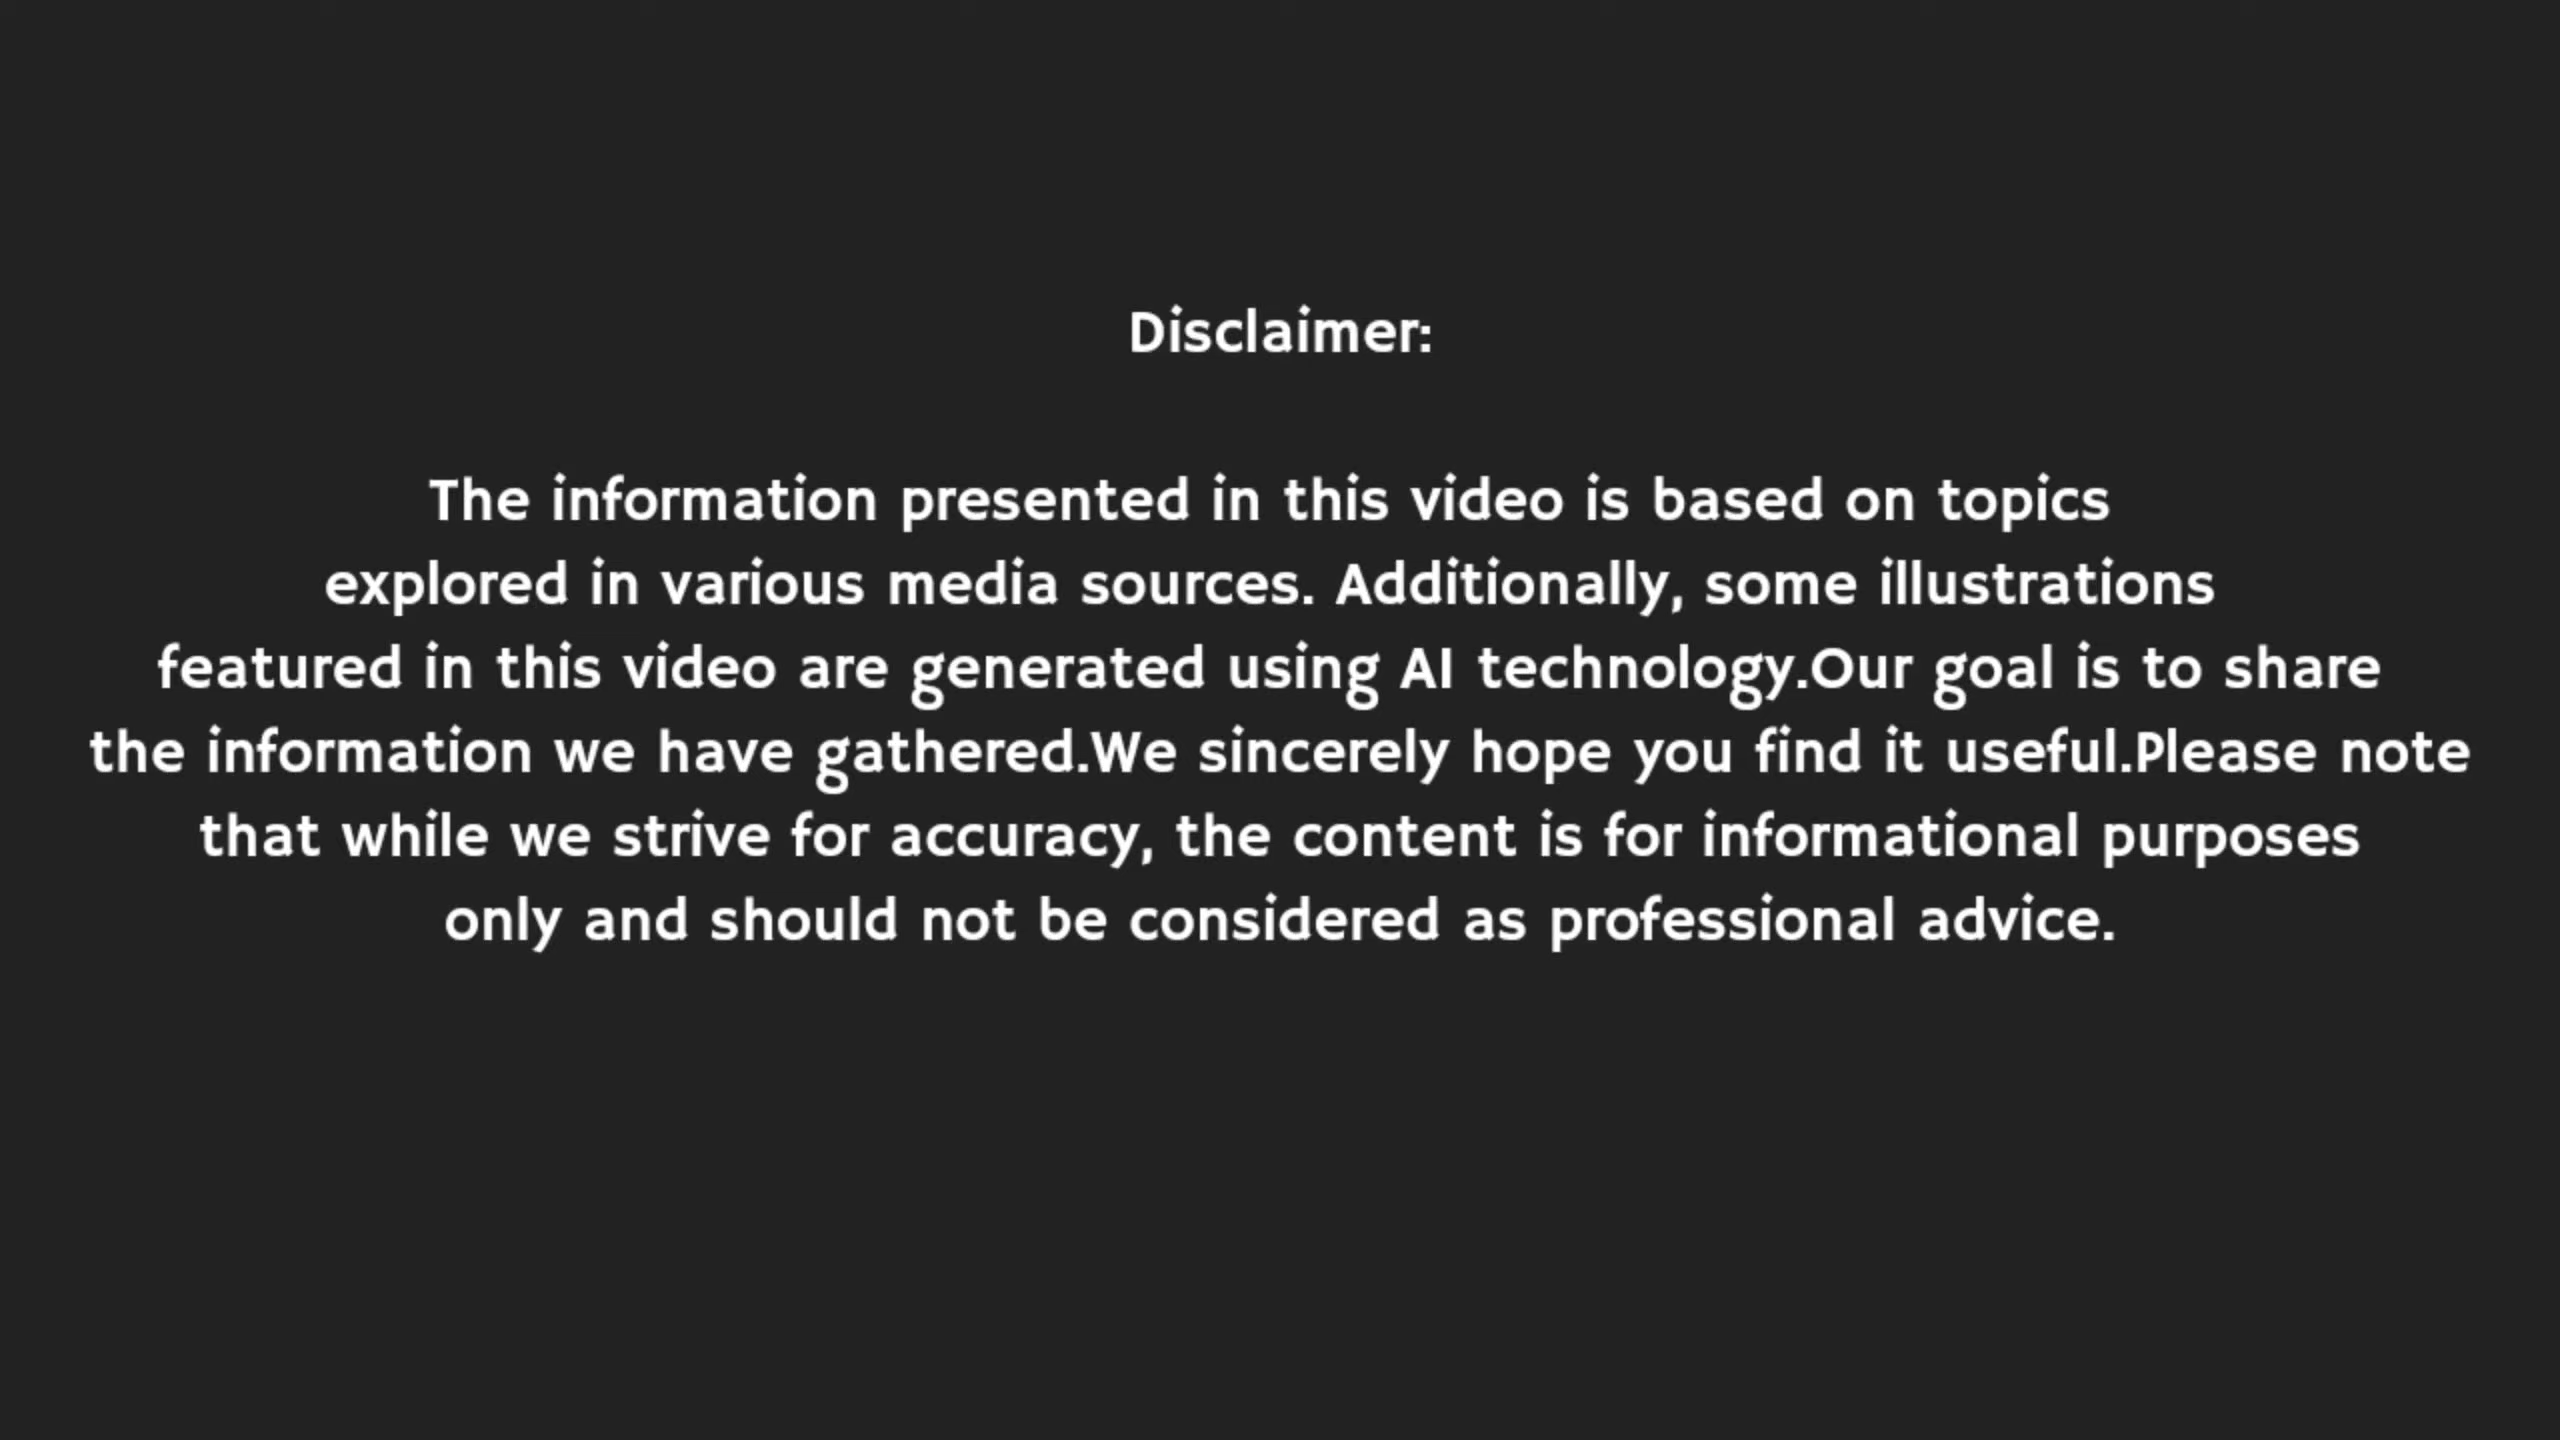 Disclaimer:
The information presented in this video is based on topics
explored in various media sources. Additionally, some illustrations
featured in this video are generated using AI technology.Our goal is to share
the information we have gathered.We sincerely hope you find it useful.Please note
that while we strive for accuracy, the content is for informational purposes
only and should not be considered as professional advice.